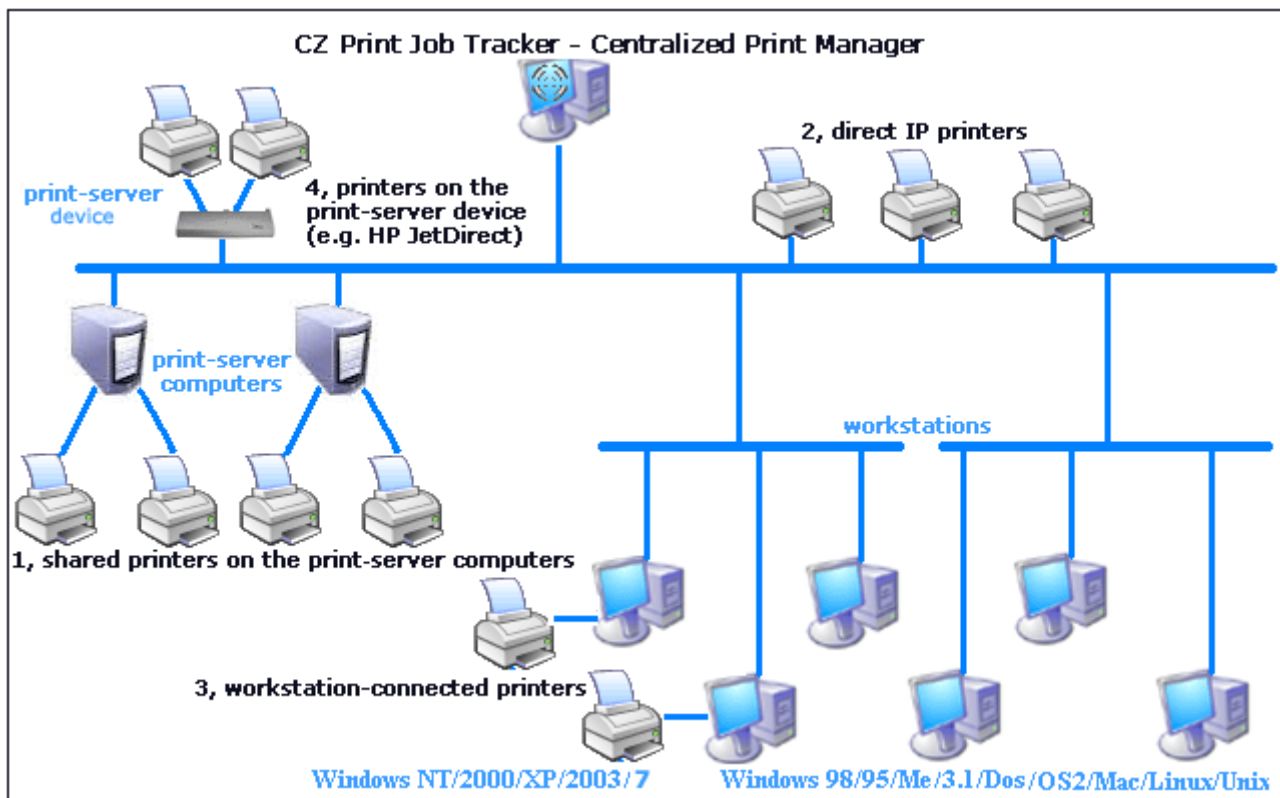 CZ Print Job Tracker - Centralized Print Manager
2, direct IP printers
print-server
device
4, printers on the
print-server device
(e.g. HP JetDirect)
print-server
computers
workstations
1, shared printers on the print-server computers
3, workstation-connected printers
Windows NT/2000/XP/2003/7
Windows 98/95/Me/3.1/Dos/OS2/Mac/Linux/Unix